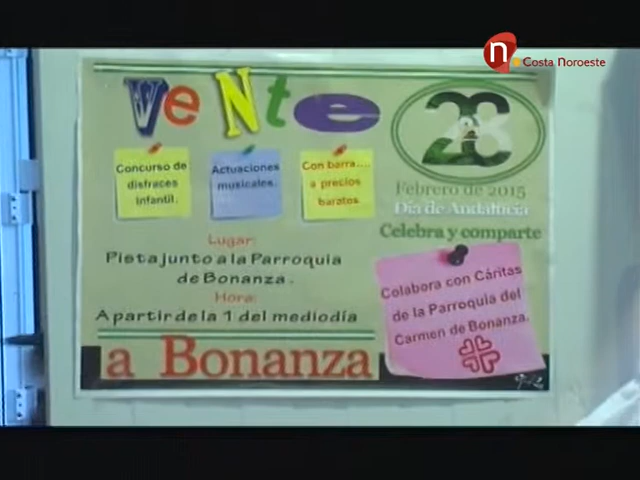 n Costa Noroeste
Vente
28
Concurso de
disfraces
infantil.
Actuaciones
musicales.
Con barra....
a precios
baratos
Febrero de 2015
Día de Andalucía
Celebra y comparte
Lugar:
Pista junto a la Parroquia
de Bonanza.
Hora:
A partir de la 1 del mediodía
Colabora con Cáritas
de la Parroquia del
Carmen de Bonanza.
a Bonanza